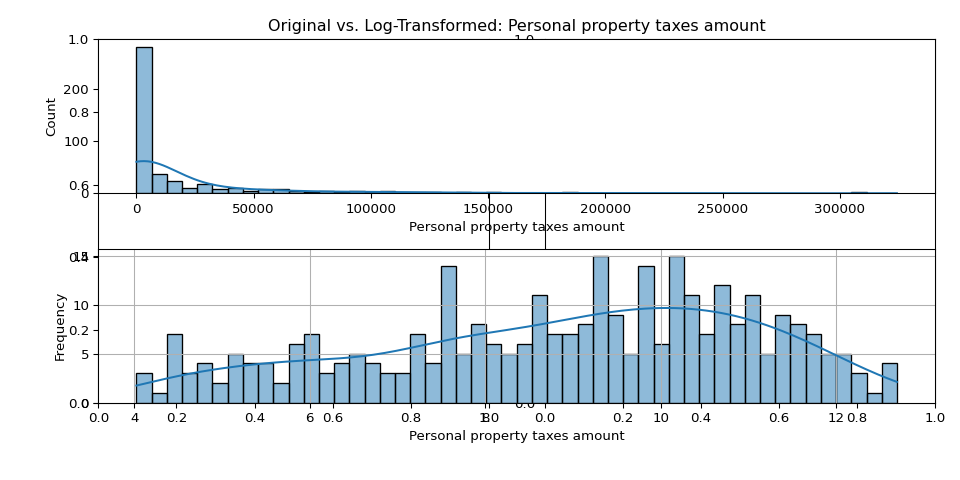 Original vs. Log-Transformed: Personal property taxes amount
1.0
200
0.8
100
0.6
0
Count
0 50000 100000 150000 200000 250000 300000
Personal property taxes amount
10
0.2
5
0.0
Frequency
0.0 4 0.2 0.4 6 0.6 0.8 0.0 0.2 10 0.4 0.6 12 0.8 1.0
Personal property taxes amount